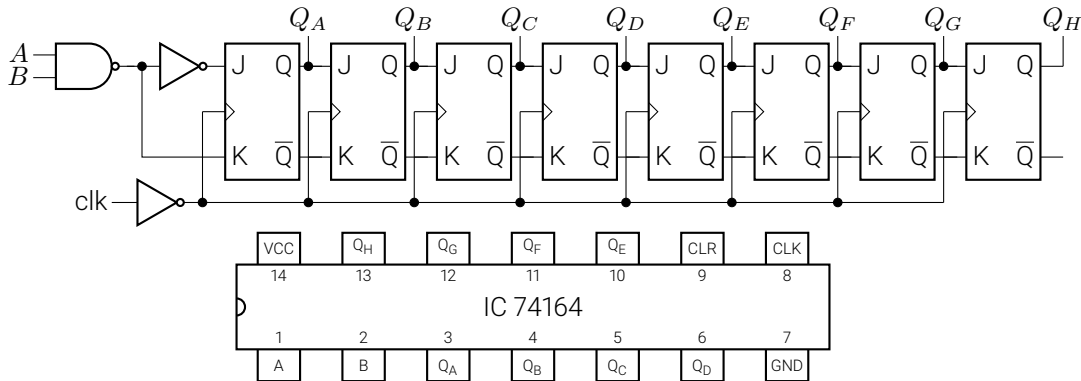 Q_A Q_B Q_C Q_D Q_E Q_F Q_G Q_H
A
B
J Q J Q J Q J Q J Q J Q J Q J Q
K Q̅ K Q̅ K Q̅ K Q̅ K Q̅ K Q̅ K Q̅ K Q̅
clk
VCC Q_H Q_G Q_F Q_E CLR CLK
14 13 12 11 10 9 8
IC 74164
1 2 3 4 5 6 7
A B Q_A Q_B Q_C Q_D GND